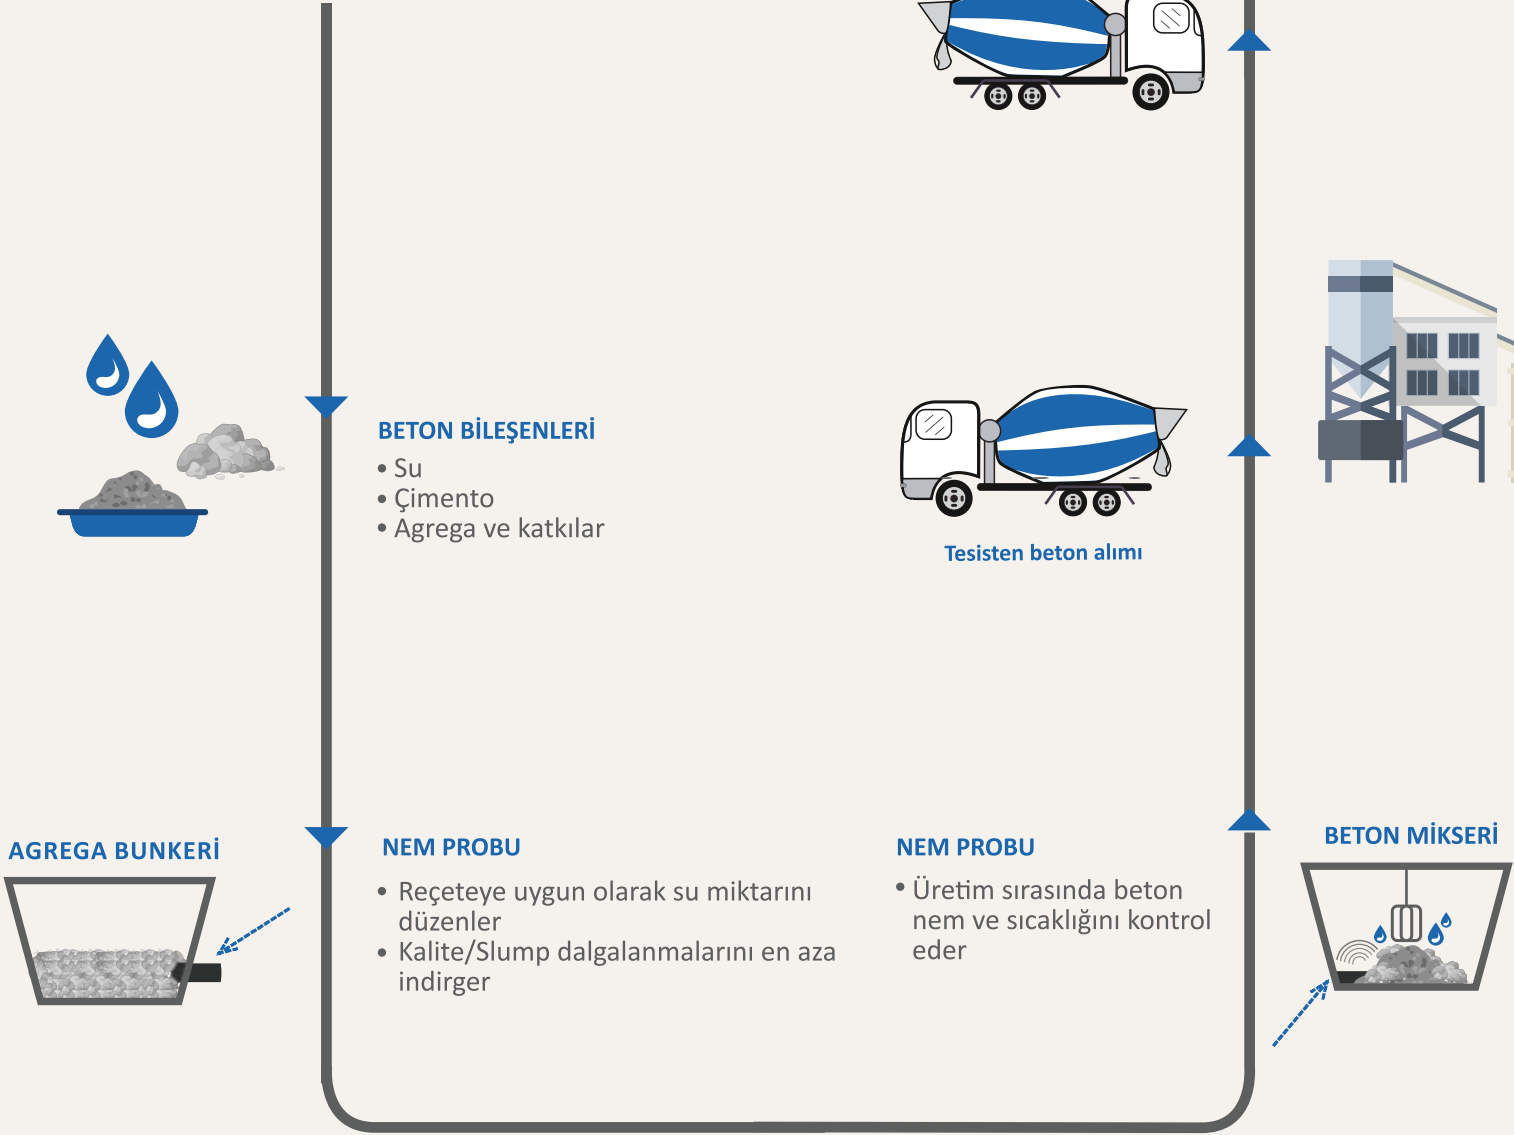 BETON BİLEŞENLERİ
• Su
• Çimento
• Agrega ve katkılar
Tesisten beton alımı
AGREGA BUNKERİ
NEM PROBU
• Reçeteye uygun olarak su miktarını
düzenler
• Kalite/Slump dalgalanmalarını en aza
indirger
NEM PROBU
• Üretim sırasında beton
nem ve sıcaklığını kontrol
eder
BETON MİKSERİ